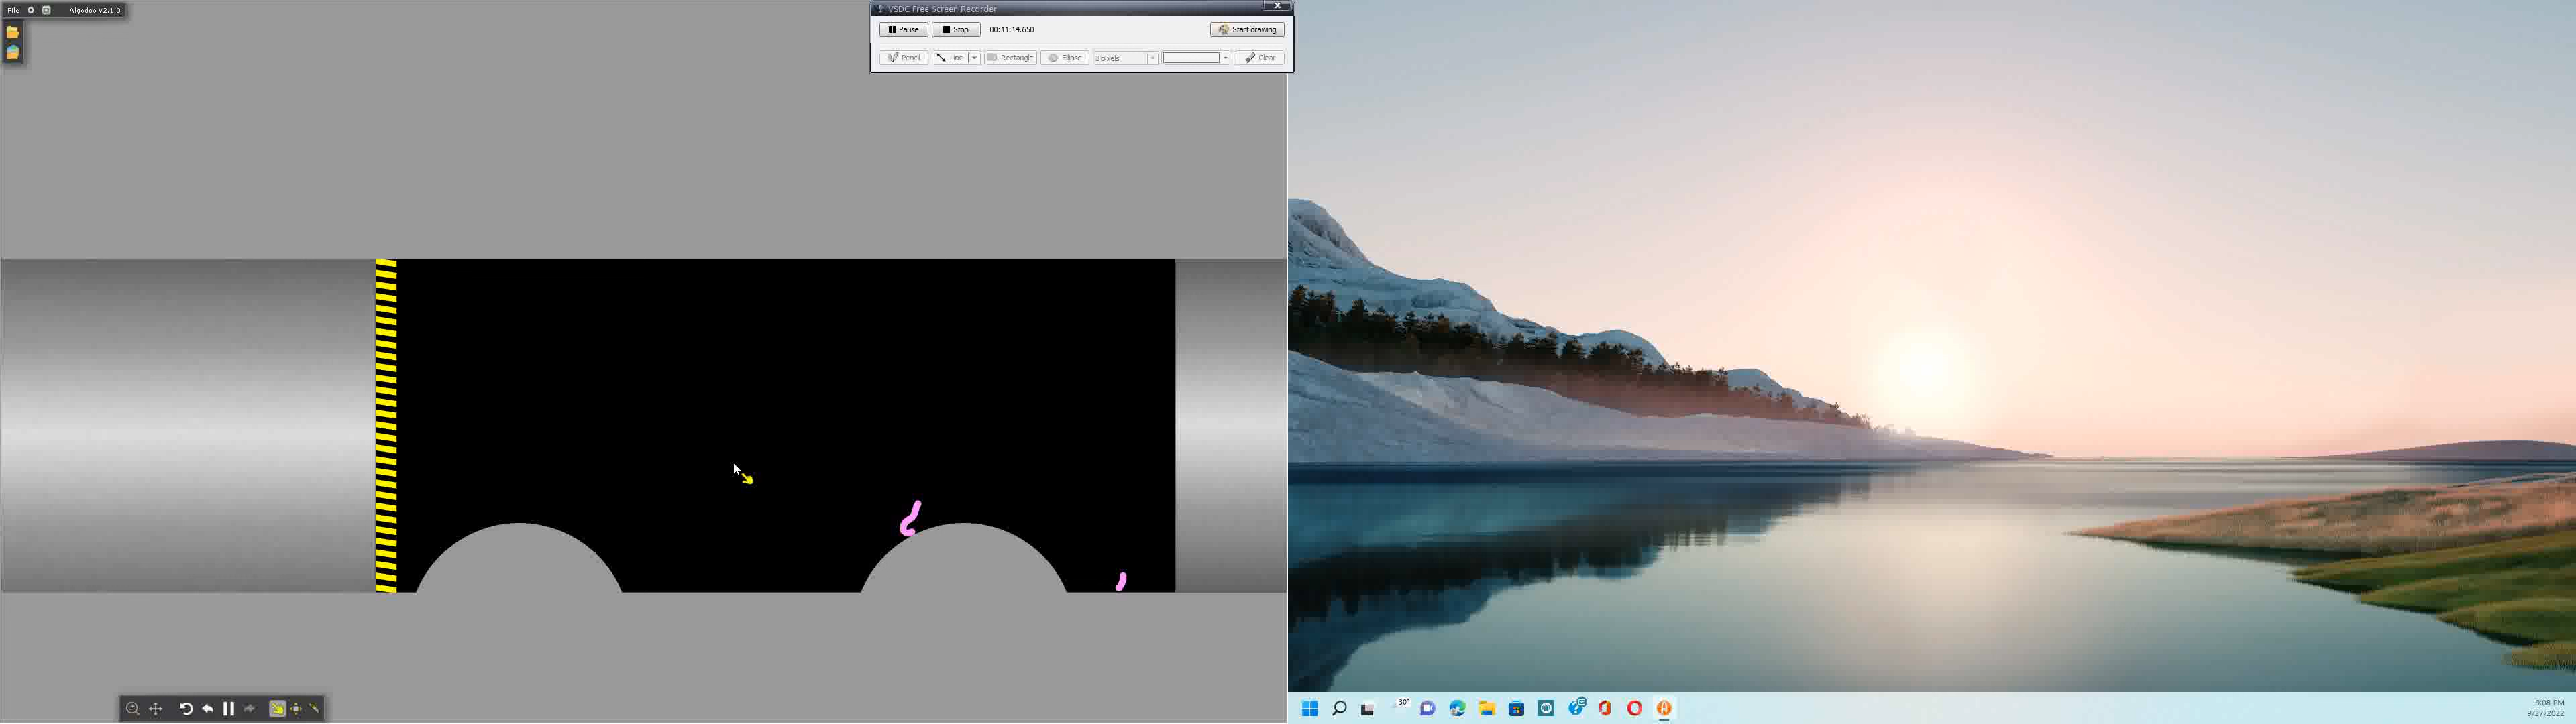 File Algodoo v2.1.0
VSDC Free Screen Recorder
Pause Stop 00:11:14.650 Start drawing
Pencil Line Rectangle Ellipse 3 pixels Clear
30°
9:08 PM
9/27/2022